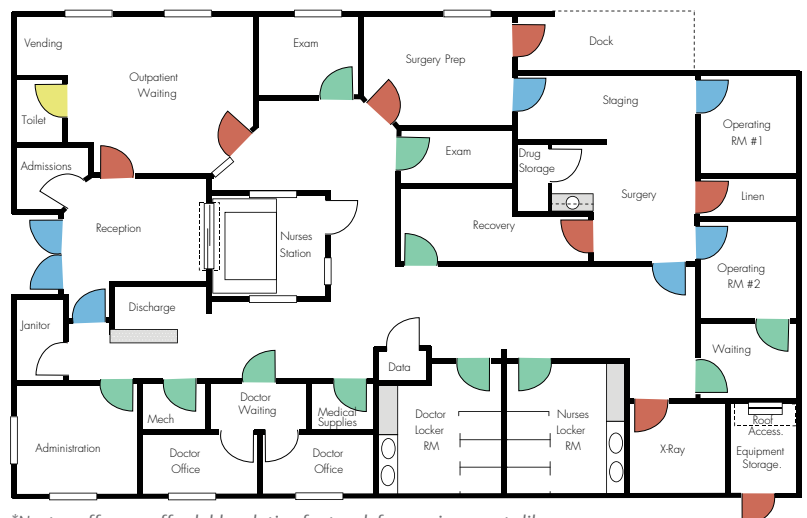 Vending
Exam
Dock
Surgery Prep
Outpatient
Waiting
Staging
Toilet
Operating
RM #1
Exam
Drug
Storage
Admissions
Surgery
Linen
Reception
Recovery
Nurses
Station
Operating
RM #2
Discharge
Janitor
Waiting
Data
Doctor
Waiting
Mech
Medical
Supplies
Doctor
Locker
RM
Nurses
Locker
RM
Roof
Access.
Administration
X-Ray
Equipment
Storage.
Doctor
Office
Doctor
Office